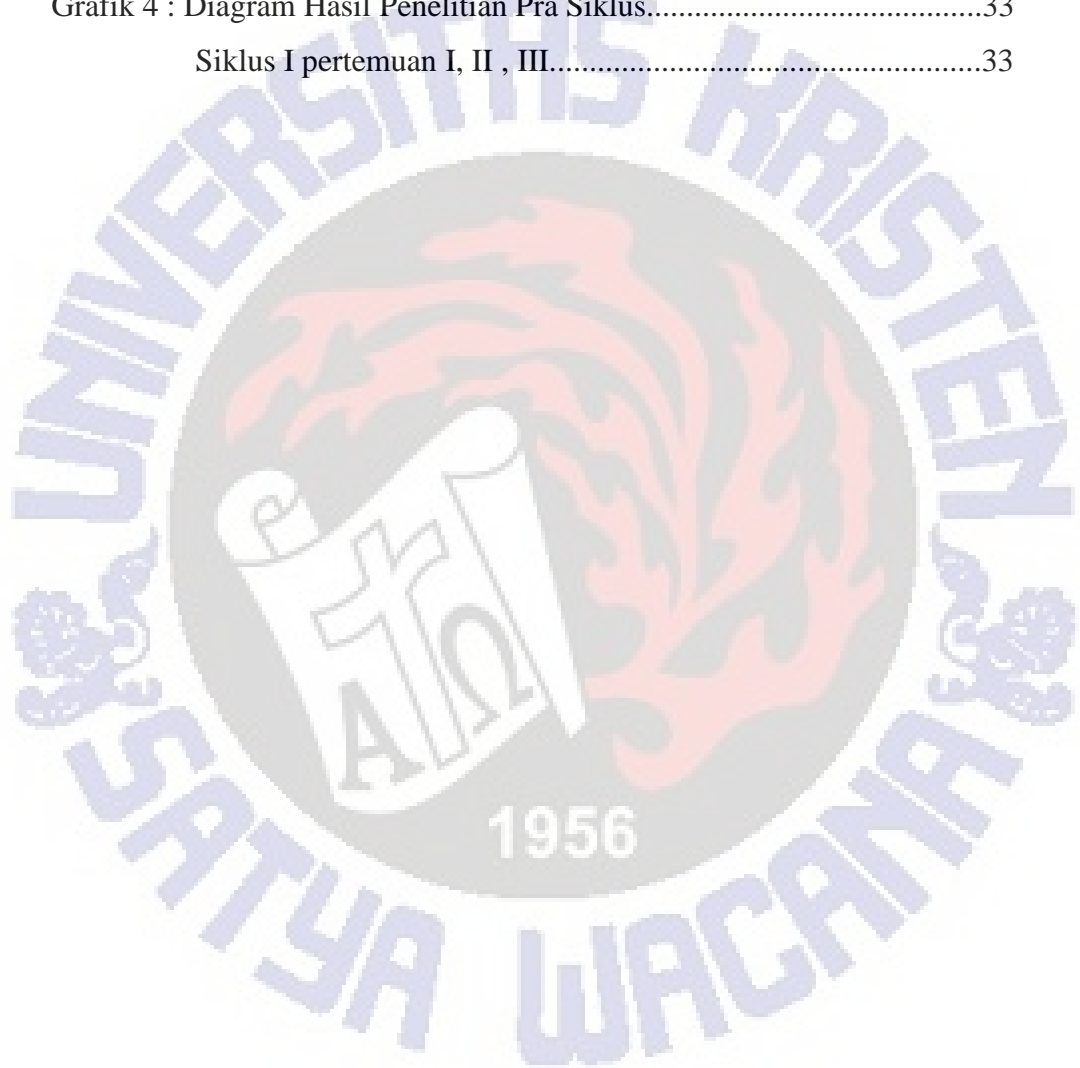 Grafik 4 : Diagram Hasil Penelitian Pra Siklus.........................................33
Siklus I pertemuan I, II , III....................................................33
UNIVERSITAS KRISTEN
SATYA WACANA
Α Ω
1956